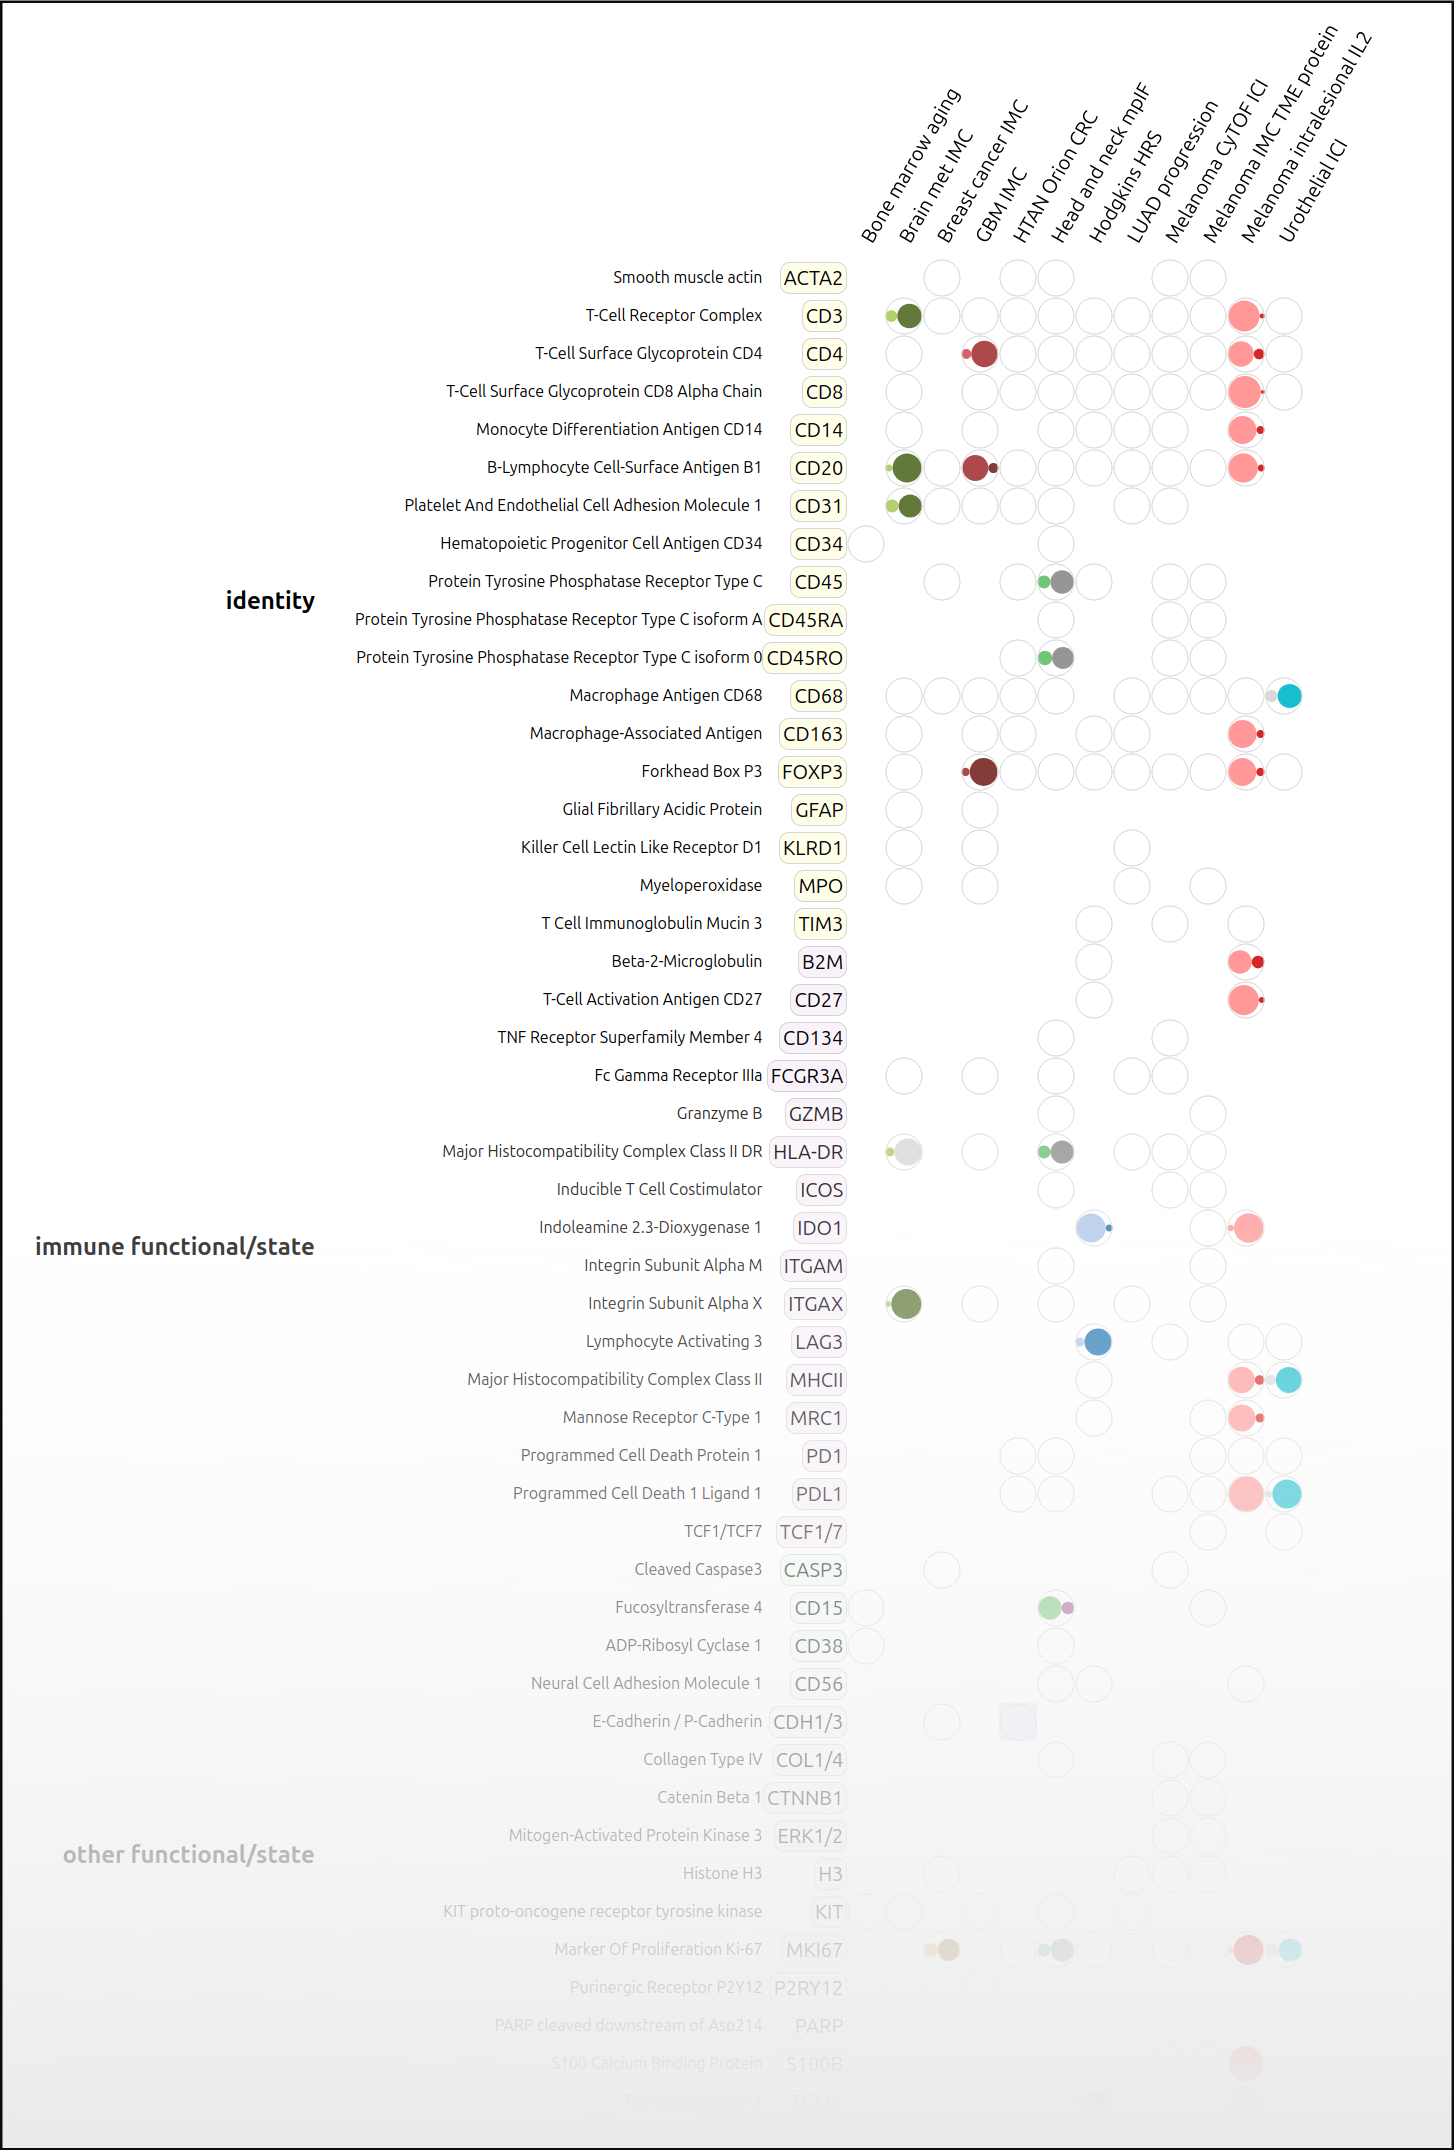 Bone marrow aging
Brain met IMC
Breast cancer IMC
GBM IMC
HTAN Orion CRC
Head and neck mpIF
Hodgkins HRS
LUAD progression
Melanoma CyTOF ICI
Melanoma IMC TME protein
Melanoma intralesional IL2
Urothelial ICI
Smooth muscle actin ACTA2
T-Cell Receptor Complex CD3
T-Cell Surface Glycoprotein CD4 CD4
T-Cell Surface Glycoprotein CD8 Alpha Chain CD8
Monocyte Differentiation Antigen CD14 CD14
B-Lymphocyte Cell-Surface Antigen B1 CD20
Platelet And Endothelial Cell Adhesion Molecule 1 CD31
Hematopoietic Progenitor Cell Antigen CD34 CD34
Protein Tyrosine Phosphatase Receptor Type C CD45
identity
Protein Tyrosine Phosphatase Receptor Type C isoform A CD45RA
Protein Tyrosine Phosphatase Receptor Type C isoform 0 CD45RO
Macrophage Antigen CD68 CD68
Macrophage-Associated Antigen CD163
Forkhead Box P3 FOXP3
Glial Fibrillary Acidic Protein GFAP
Killer Cell Lectin Like Receptor D1 KLRD1
Myeloperoxidase MPO
T Cell Immunoglobulin Mucin 3 TIM3
Beta-2-Microglobulin B2M
T-Cell Activation Antigen CD27 CD27
TNF Receptor Superfamily Member 4 CD134
Fc Gamma Receptor IIIa FCGR3A
Granzyme B GZMB
Major Histocompatibility Complex Class II DR HLA-DR
Inducible T Cell Costimulator ICOS
Indoleamine 2.3-Dioxygenase 1 IDO1
immune functional/state
Integrin Subunit Alpha M ITGAM
Integrin Subunit Alpha X ITGAX
Lymphocyte Activating 3 LAG3
Major Histocompatibility Complex Class II MHCII
Mannose Receptor C-Type 1 MRC1
Programmed Cell Death Protein 1 PD1
Programmed Cell Death 1 Ligand 1 PDL1
TCF1/TCF7 TCF1/7
Cleaved Caspase3 CASP3
Fucosyltransferase 4 CD15
ADP-Ribosyl Cyclase 1 CD38
Neural Cell Adhesion Molecule 1 CD56
E-Cadherin / P-Cadherin CDH1/3
Collagen Type IV COL1/4
Catenin Beta 1 CTNNB1
Mitogen-Activated Protein Kinase 3 ERK1/2
other functional/state
Histone H3 H3
KIT proto-oncogene receptor tyrosine kinase KIT
Marker Of Proliferation Ki-67 MKI67
Purinergic Receptor P2Y12 P2RY12
PARP cleaved downstream of Asp214 PARP
S100 Calcium Binding Protein S100B